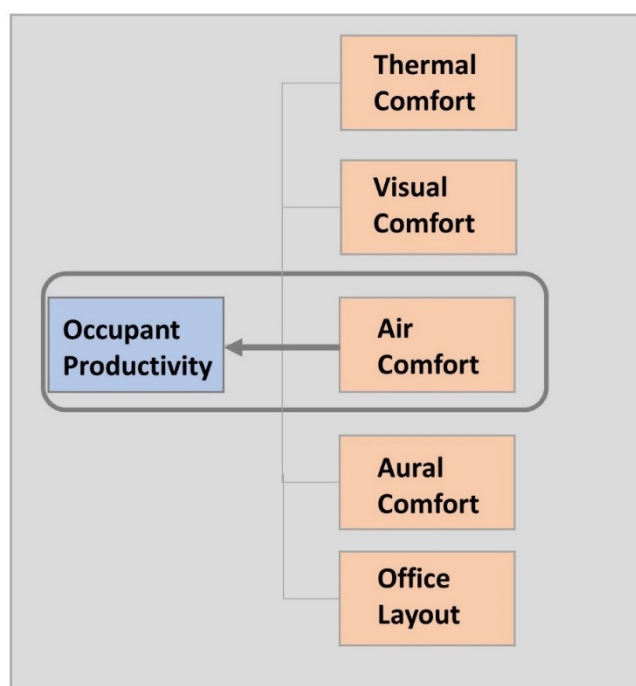 Thermal
Comfort
Visual
Comfort
Occupant
Productivity
Air
Comfort
Aural
Comfort
Office
Layout